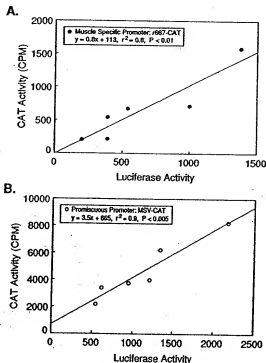 A.
2000
● Muscle Specific Promoter: r667-CAT
y = 0.8x + 113, r² = 0.8, P < 0.01
1500
1000
500
0
CAT Activity (CPM)
0 500 1000 1500
Luciferase Activity
B.
10000
○ Promiscuous Promoter: MSV-CAT
y = 3.5x + 665, r² = 0.9, P < 0.005
8000
6000
4000
2000
0
CAT Activity (CPM)
0 500 1000 1500 2000 2500
Luciferase Activity